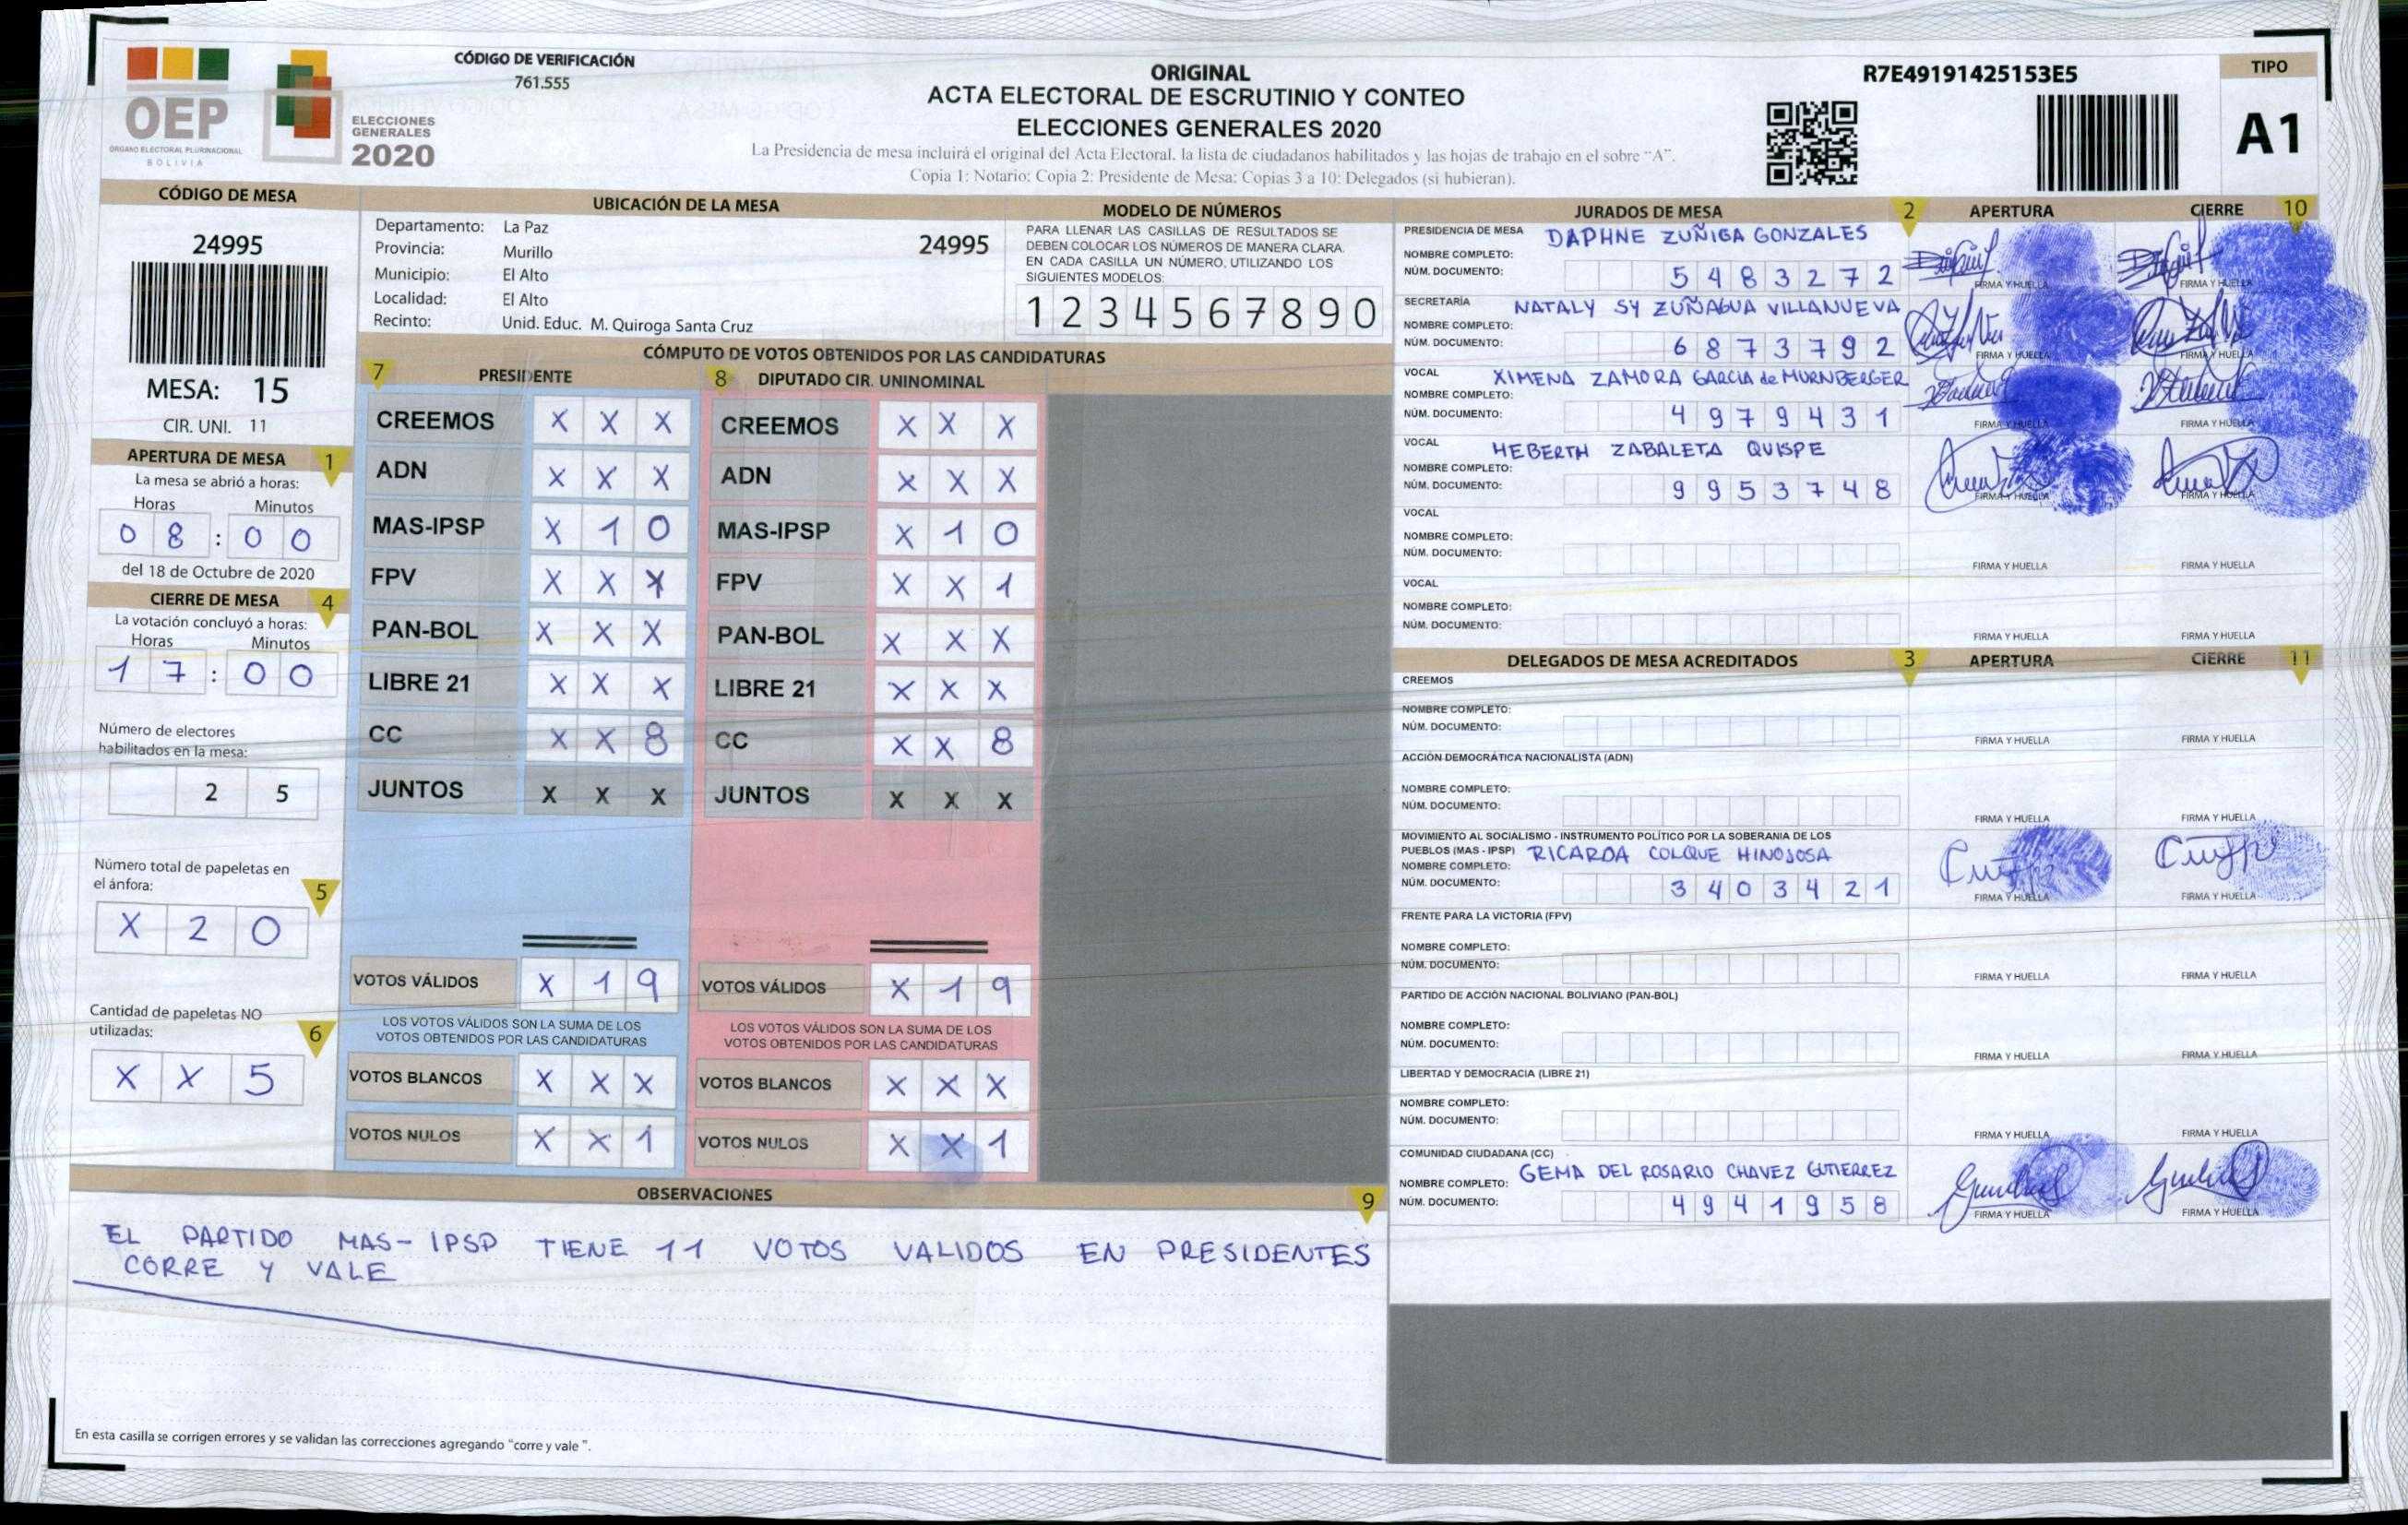 OEP
ÓRGANO ELECTORAL PLURINACIONAL
BOLIVIA
ELECCIONES
GENERALES
2020
CÓDIGO DE VERIFICACIÓN
761.555
ORIGINAL
ACTA ELECTORAL DE ESCRUTINIO Y CONTEO
ELECCIONES GENERALES 2020
La Presidencia de mesa incluirá el original del Acta Electoral, la lista de ciudadanos habilitados y las hojas de trabajo en el sobre "A".
Copia 1: Notario; Copia 2: Presidente de Mesa; Copias 3 a 10: Delegados (si hubieran).
R7E49191425153E5
TIPO
A1
CÓDIGO DE MESA
24995
MESA: 15
CIR. UNI. 11
APERTURA DE MESA 1
La mesa se abrió a horas:
Horas Minutos
0 8 : 0 0
del 18 de Octubre de 2020
CIERRE DE MESA 4
La votación concluyó a horas:
Horas Minutos
1 7 : 0 0
Número de electores
habilitados en la mesa:
2 5
Número total de papeletas en
el ánfora: 5
X 2 0
Cantidad de papeletas NO
utilizadas: 6
X X 5
UBICACIÓN DE LA MESA
Departamento: La Paz
Provincia: Murillo
Municipio: El Alto
Localidad: El Alto
Recinto: Unid. Educ. M. Quiroga Santa Cruz
24995
MODELO DE NÚMEROS
PARA LLENAR LAS CASILLAS DE RESULTADOS SE
DEBEN COLOCAR LOS NÚMEROS DE MANERA CLARA.
EN CADA CASILLA UN NÚMERO, UTILIZANDO LOS
SIGUIENTES MODELOS:
1 2 3 4 5 6 7 8 9 0
CÓMPUTO DE VOTOS OBTENIDOS POR LAS CANDIDATURAS
7 PRESIDENTE
CREEMOS X X X
ADN X X X
MAS-IPSP X 1 0
FPV X X X
PAN-BOL X X X
LIBRE 21 X X X
CC X X 8
JUNTOS X X X
VOTOS VÁLIDOS X 1 9
LOS VOTOS VÁLIDOS SON LA SUMA DE LOS
VOTOS OBTENIDOS POR LAS CANDIDATURAS
VOTOS BLANCOS X X X
VOTOS NULOS X X 1
8 DIPUTADO CIR. UNINOMINAL
CREEMOS X X X
ADN X X X
MAS-IPSP X 1 0
FPV X X 1
PAN-BOL X X X
LIBRE 21 X X X
CC X X 8
JUNTOS X X X
VOTOS VÁLIDOS X 1 9
LOS VOTOS VÁLIDOS SON LA SUMA DE LOS
VOTOS OBTENIDOS POR LAS CANDIDATURAS
VOTOS BLANCOS X X X
VOTOS NULOS X X 1
OBSERVACIONES 9
EL PARTIDO MAS-IPSP TIENE 11 VOTOS VALIDOS EN PRESIDENTES
CORRE Y VALE
En esta casilla se corrigen errores y se validan las correcciones agregando "corre y vale ".
JURADOS DE MESA 2 APERTURA CIERRE 10
PRESIDENCIA DE MESA DAPHNE ZUÑIGA GONZALES
NOMBRE COMPLETO:
NÚM. DOCUMENTO: 5 4 8 3 2 7 2 FIRMA Y HUELLA FIRMA Y HUELLA
SECRETARÍA NATALY SY ZUÑAGUA VILLANUEVA
NOMBRE COMPLETO:
NÚM. DOCUMENTO: 6 8 7 3 7 9 2 FIRMA Y HUELLA FIRMA Y HUELLA
VOCAL XIMENA ZAMORA GARCIA de MURNBERGER
NOMBRE COMPLETO:
NÚM. DOCUMENTO: 4 9 7 9 4 3 1 FIRMA Y HUELLA FIRMA Y HUELLA
VOCAL HEBERTH ZABALETA QUISPE
NOMBRE COMPLETO:
NÚM. DOCUMENTO: 9 9 5 3 7 4 8 FIRMA Y HUELLA FIRMA Y HUELLA
VOCAL
NOMBRE COMPLETO:
NÚM. DOCUMENTO: FIRMA Y HUELLA FIRMA Y HUELLA
VOCAL
NOMBRE COMPLETO:
NÚM. DOCUMENTO: FIRMA Y HUELLA FIRMA Y HUELLA
DELEGADOS DE MESA ACREDITADOS 3 APERTURA CIERRE 11
CREEMOS
NOMBRE COMPLETO:
NÚM. DOCUMENTO: FIRMA Y HUELLA FIRMA Y HUELLA
ACCIÓN DEMOCRÁTICA NACIONALISTA (ADN)
NOMBRE COMPLETO:
NÚM. DOCUMENTO: FIRMA Y HUELLA FIRMA Y HUELLA
MOVIMIENTO AL SOCIALISMO - INSTRUMENTO POLÍTICO POR LA SOBERANIA DE LOS
PUEBLOS (MAS - IPSP) RICARDA COLQUE HINOJOSA
NOMBRE COMPLETO:
NÚM. DOCUMENTO: 3 4 0 3 4 2 1 FIRMA Y HUELLA FIRMA Y HUELLA
FRENTE PARA LA VICTORIA (FPV)
NOMBRE COMPLETO:
NÚM. DOCUMENTO: FIRMA Y HUELLA FIRMA Y HUELLA
PARTIDO DE ACCIÓN NACIONAL BOLIVIANO (PAN-BOL)
NOMBRE COMPLETO:
NÚM. DOCUMENTO: FIRMA Y HUELLA FIRMA Y HUELLA
LIBERTAD Y DEMOCRACIA (LIBRE 21)
NOMBRE COMPLETO:
NÚM. DOCUMENTO: FIRMA Y HUELLA FIRMA Y HUELLA
COMUNIDAD CIUDADANA (CC)
NOMBRE COMPLETO: GEMA DEL ROSARIO CHAVEZ GUTIERREZ
NÚM. DOCUMENTO: 4 9 4 1 9 5 8 FIRMA Y HUELLA FIRMA Y HUELLA